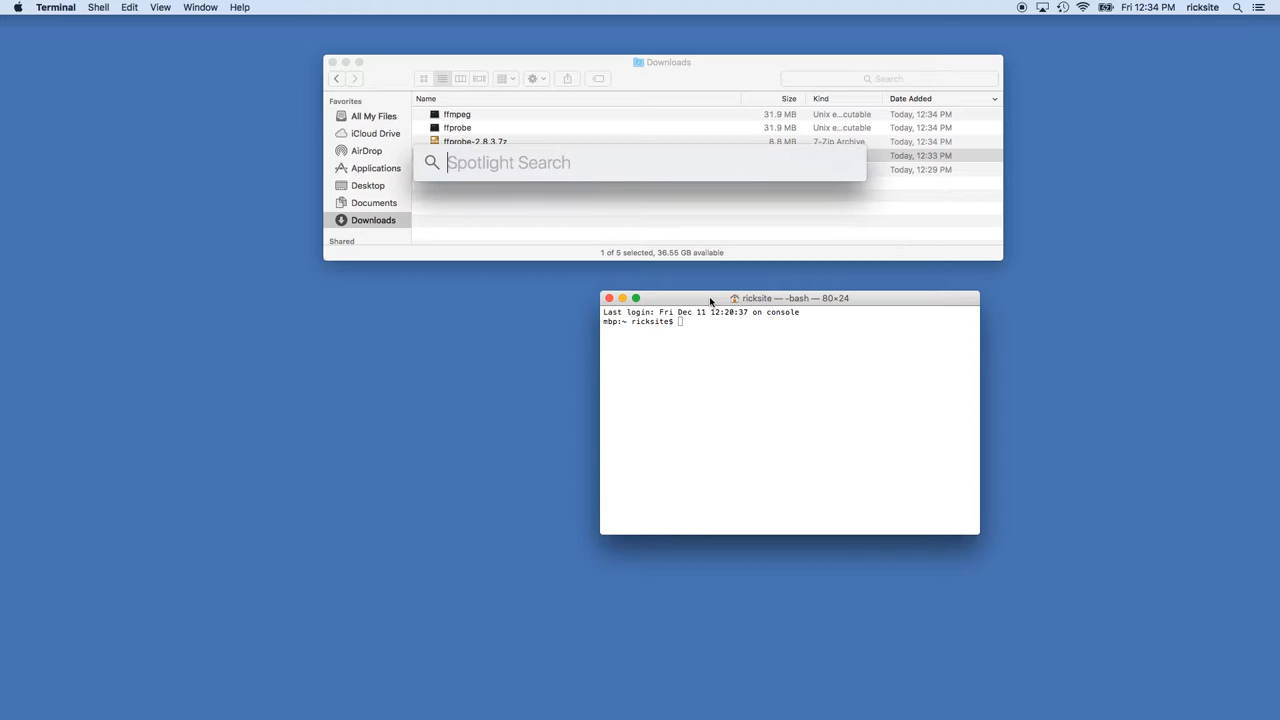 Terminal Shell Edit View Window Help Fri 12:34 PM ricksite
Downloads
Search
Favorites
All My Files
iCloud Drive
AirDrop
Applications
Desktop
Documents
Downloads
Shared
Name Size Kind Date Added
ffmpeg 31.9 MB Unix e...cutable Today, 12:34 PM
ffprobe 31.9 MB Unix e...cutable Today, 12:34 PM
ffprobe-2.8.3.7z 8.8 MB 7-Zip Archive Today, 12:34 PM
Today, 12:33 PM
Today, 12:29 PM
Spotlight Search
1 of 5 selected, 36.55 GB available
ricksite — -bash — 80×24
Last login: Fri Dec 11 12:20:37 on console
mbp:~ ricksite$